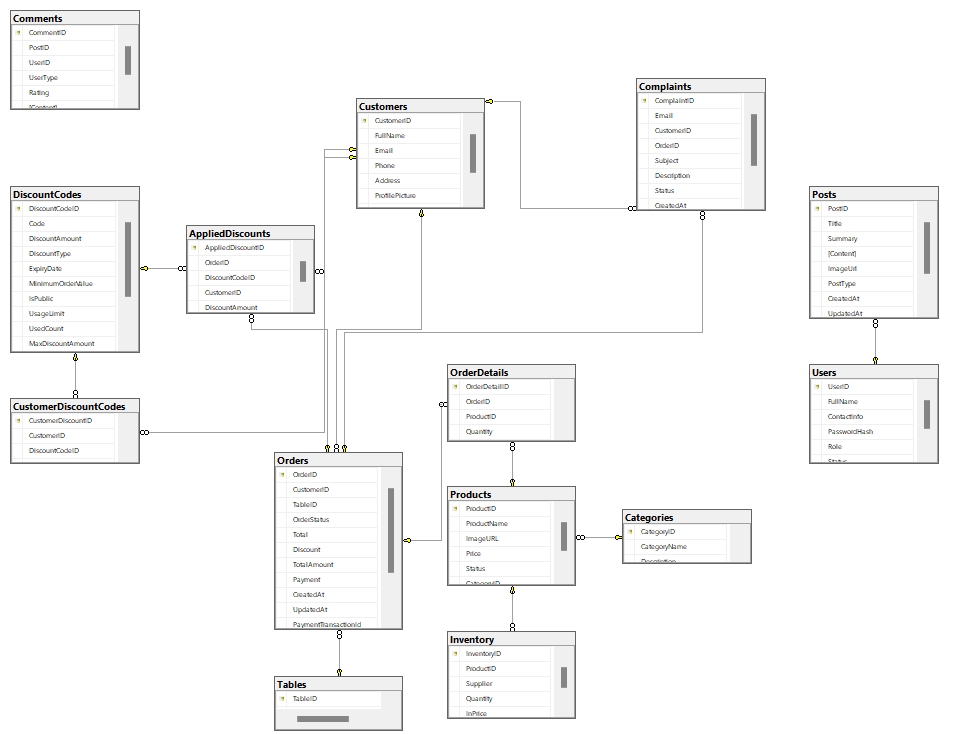 Comments
CommentID
PostID
UserID
UserType
Rating
[Content]
Customers
CustomerID
FullName
Email
Phone
Address
ProfilePicture
Complaints
ComplaintID
Email
CustomerID
OrderID
Subject
Description
Status
CreatedAt
DiscountCodes
DiscountCodeID
Code
DiscountAmount
DiscountType
ExpiryDate
MinimumOrderValue
IsPublic
UsageLimit
UsedCount
MaxDiscountAmount
AppliedDiscounts
AppliedDiscountID
OrderID
DiscountCodeID
CustomerID
DiscountAmount
Posts
PostID
Title
Summary
[Content]
ImageUrl
PostType
CreatedAt
UpdatedAt
CustomerDiscountCodes
CustomerDiscountID
CustomerID
DiscountCodeID
OrderDetails
OrderDetailID
OrderID
ProductID
Quantity
Users
UserID
FullName
ContactInfo
PasswordHash
Role
Status
Orders
OrderID
CustomerID
TableID
OrderStatus
Total
Discount
TotalAmount
Payment
CreatedAt
UpdatedAt
PaymentTransactionId
Products
ProductID
ProductName
ImageURL
Price
Status
CategoryID
Categories
CategoryID
CategoryName
Description
Inventory
InventoryID
ProductID
Supplier
Quantity
InPrice
Tables
TableID